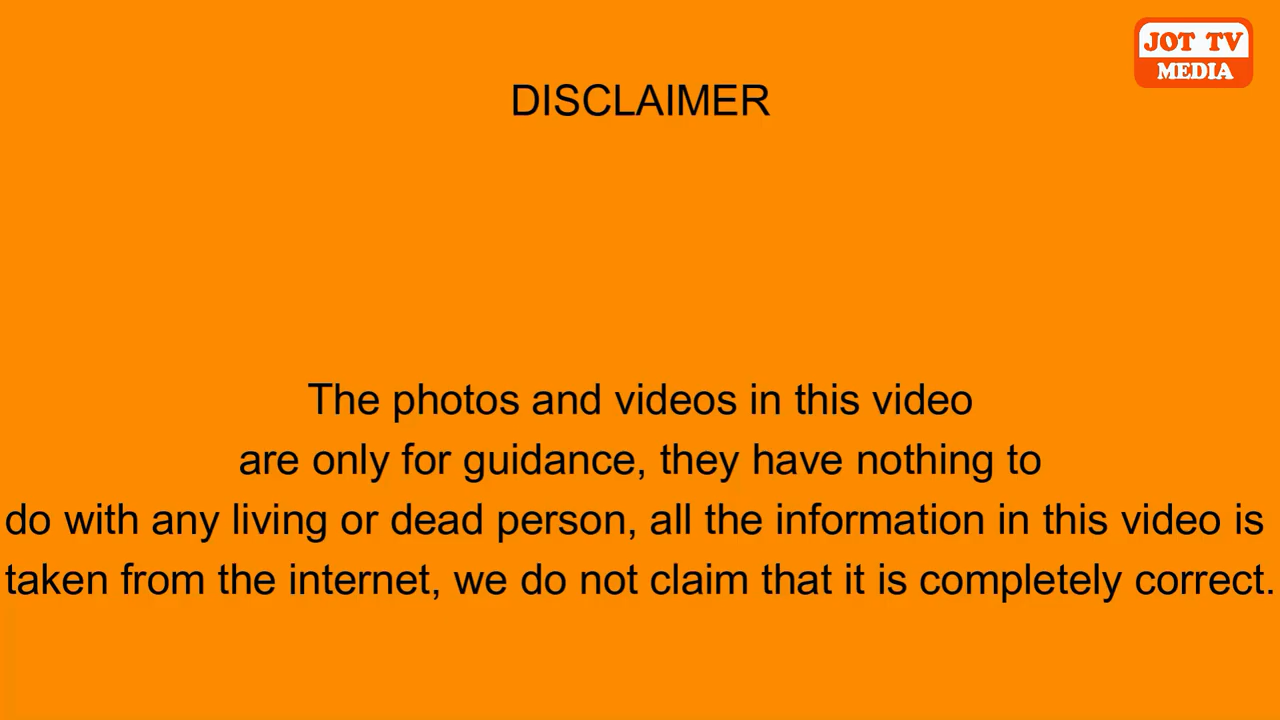 JOT TV
MEDIA
DISCLAIMER
The photos and videos in this video
are only for guidance, they have nothing to
do with any living or dead person, all the information in this video is
taken from the internet, we do not claim that it is completely correct.